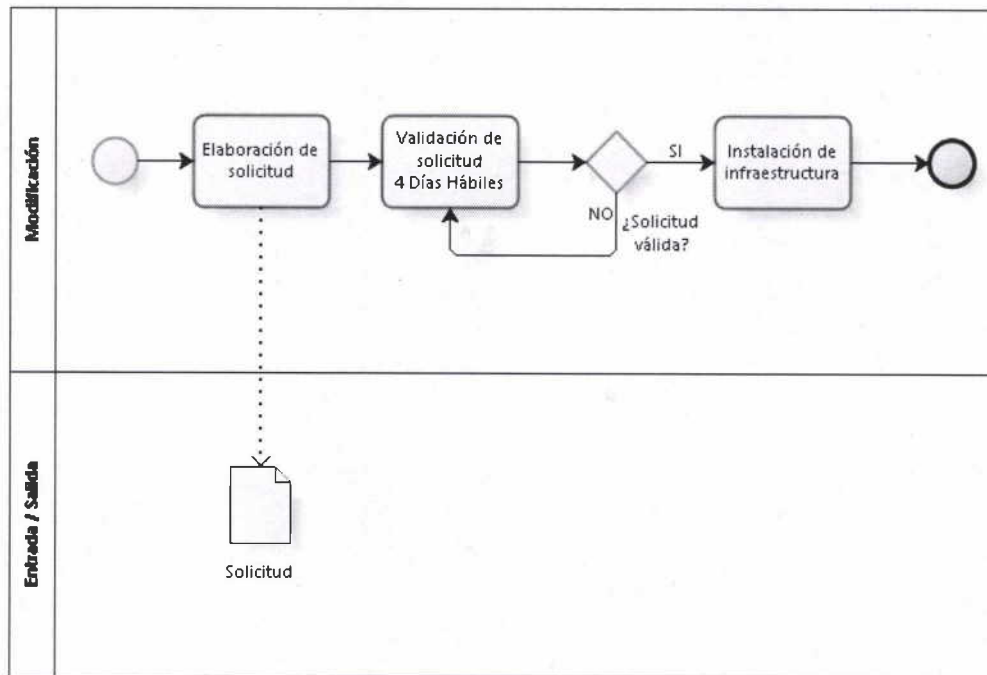 Modificación
Elaboración de
solicitud
Validación de
solicitud
4 Días Hábiles
SI
NO
¿Solicitud
válida?
Instalación de
infraestructura
Entrada / Salida
Solicitud